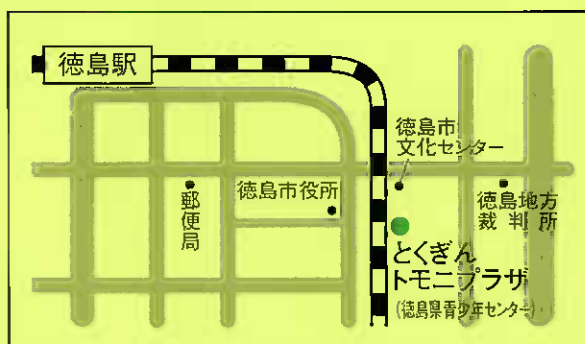 徳島駅
徳島市
文化センター
郵便局
徳島市役所
徳島地方
裁判所
とくぎん
トモニプラザ
(徳島県青少年センター)